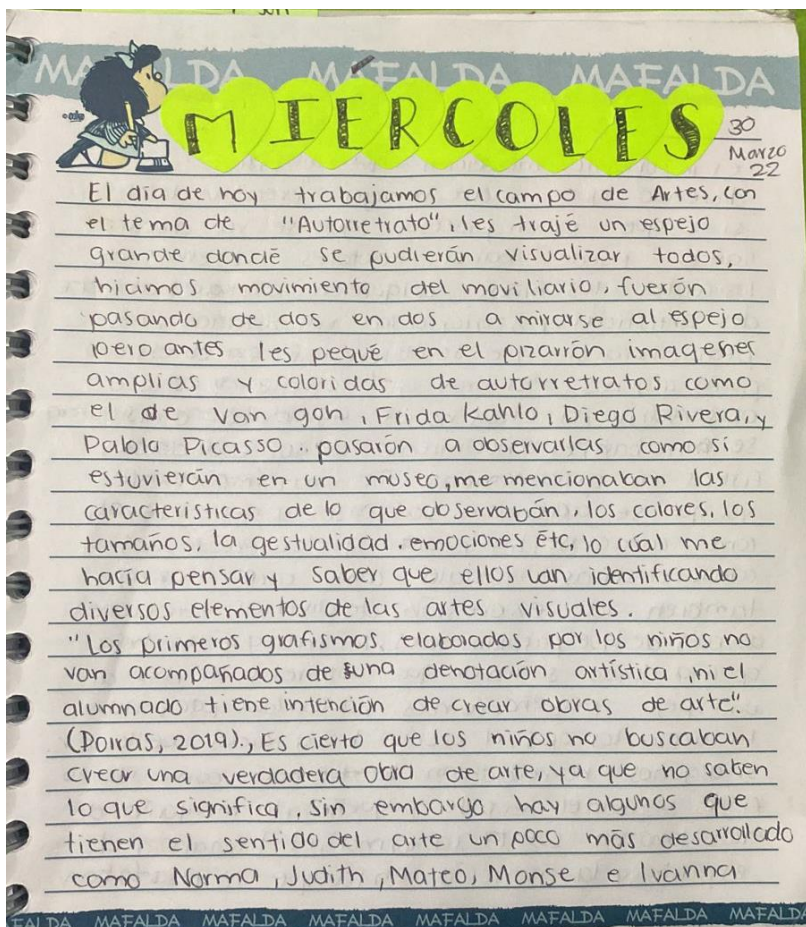 MAFALDA MAFALDA MAFALDA
MIÉRCOLES
30
Marzo
22
El día de hoy trabajamos el campo de Artes, con
el tema de "Autorretrato", les trajé un espejo
grande dondé se pudierán visualizar todos,
hicimos movimiento del moviliario, fuerón
pasando de dos en dos a mirarse al espejo
pero antes les pegué en el pizarrón imagenes
amplias y coloridas de autorretratos como
el de Van goh, Frida Kahlo, Diego Rivera, y
Pablo Picasso.. pasarón a observarlas como si
estuvierán en un museo, me mencionaban las
caracteristicas de lo que observabán, los colores, los
tamaños, la gestualidad, emociones etc, lo cúal me
hacía pensar y saber que ellos van identificando
diversos elementos de las artes visuales.
"Los primeros grafismos elaborados por los niños no
van acompañados de una denotación artística, ni el
alumnado tiene intención de crear obras de arte".
(Poiras, 2019)., Es cierto que los niños no buscaban
crear una verdadera obra de arte, ya que no saben
lo que significa, sin embargo hay algunos que
tienen el sentido del arte un poco más desarrollado
como Norma, Judith, Mateo, Monse e Ivanna
FALDA MAFALDA MAFALDA MAFALDA MAFALDA MAFALDA MAFALDA MAFALDA